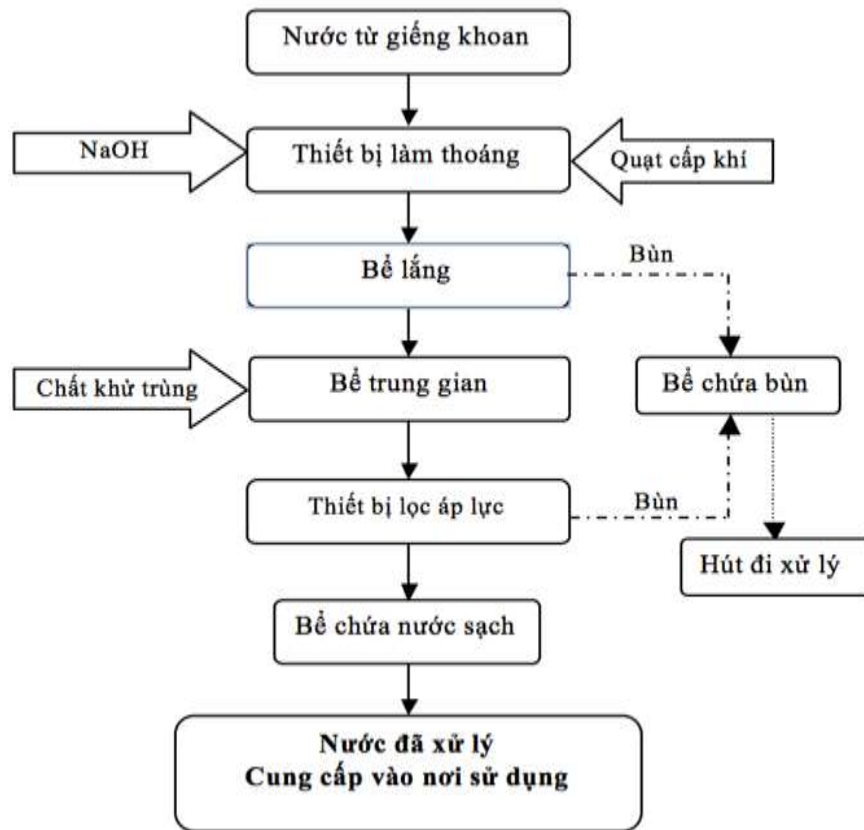 Nước từ giếng khoan
NaOH
Thiết bị làm thoáng
Quạt cấp khí
Bể lắng
Bùn
Chất khử trùng
Bể trung gian
Bể chứa bùn
Thiết bị lọc áp lực
Bùn
Hút đi xử lý
Bể chứa nước sạch
Nước đã xử lý
Cung cấp vào nơi sử dụng